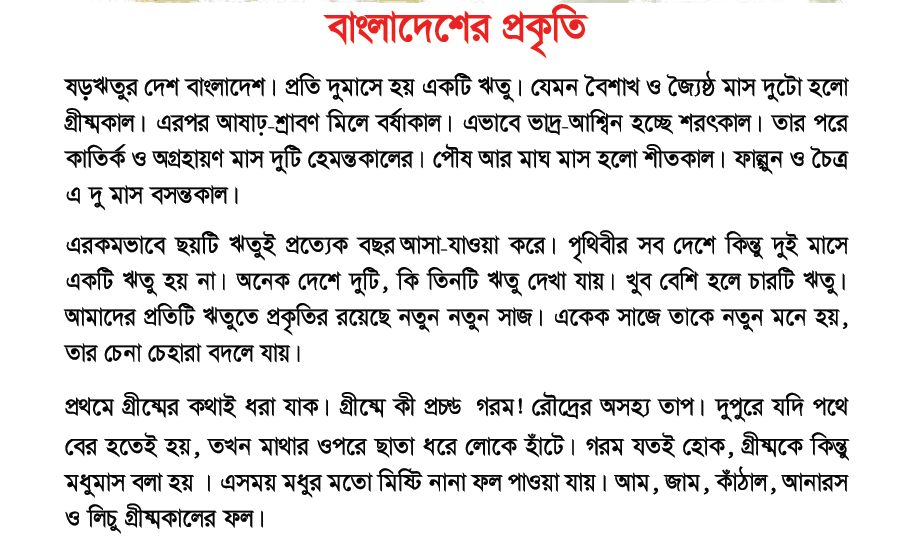 বাংলাদেশের প্রকৃতি
ষড়ঋতুর দেশ বাংলাদেশ। প্রতি দুমাসে হয় একটি ঋতু। যেমন বৈশাখ ও জ্যৈষ্ঠ মাস দুটো হলো
গ্রীষ্মকাল। এরপর আষাঢ়-শ্রাবণ মিলে বর্ষাকাল। এভাবে ভাদ্র-আশ্বিন হচ্ছে শরৎকাল। তার পরে
কার্তিক ও অগ্রহায়ণ মাস দুটি হেমন্তকালের। পৌষ আর মাঘ মাস হলো শীতকাল। ফাল্গুন ও চৈত্র
এ দু মাস বসন্তকাল।
এরকমভাবে ছয়টি ঋতুই প্রত্যেক বছর আসা-যাওয়া করে। পৃথিবীর সব দেশে কিন্তু দুই মাসে
একটি ঋতু হয় না। অনেক দেশে দুটি, কি তিনটি ঋতু দেখা যায়। খুব বেশি হলে চারটি ঋতু।
আমাদের প্রতিটি ঋতুতে প্রকৃতির রয়েছে নতুন নতুন সাজ। একেক সাজে তাকে নতুন মনে হয়,
তার চেনা চেহারা বদলে যায়।
প্রথমে গ্রীষ্মের কথাই ধরা যাক। গ্রীষ্মে কী প্রচন্ড গরম! রৌদ্রের অসহ্য তাপ। দুপুরে যদি পথে
বের হতেই হয়, তখন মাথার ওপরে ছাতা ধরে লোকে হাঁটে। গরম যতই হোক, গ্রীষ্মকে কিন্তু
মধুমাস বলা হয় । এসময় মধুর মতো মিষ্টি নানা ফল পাওয়া যায়। আম, জাম, কাঁঠাল, আনারস
ও লিচু গ্রীষ্মকালের ফল।